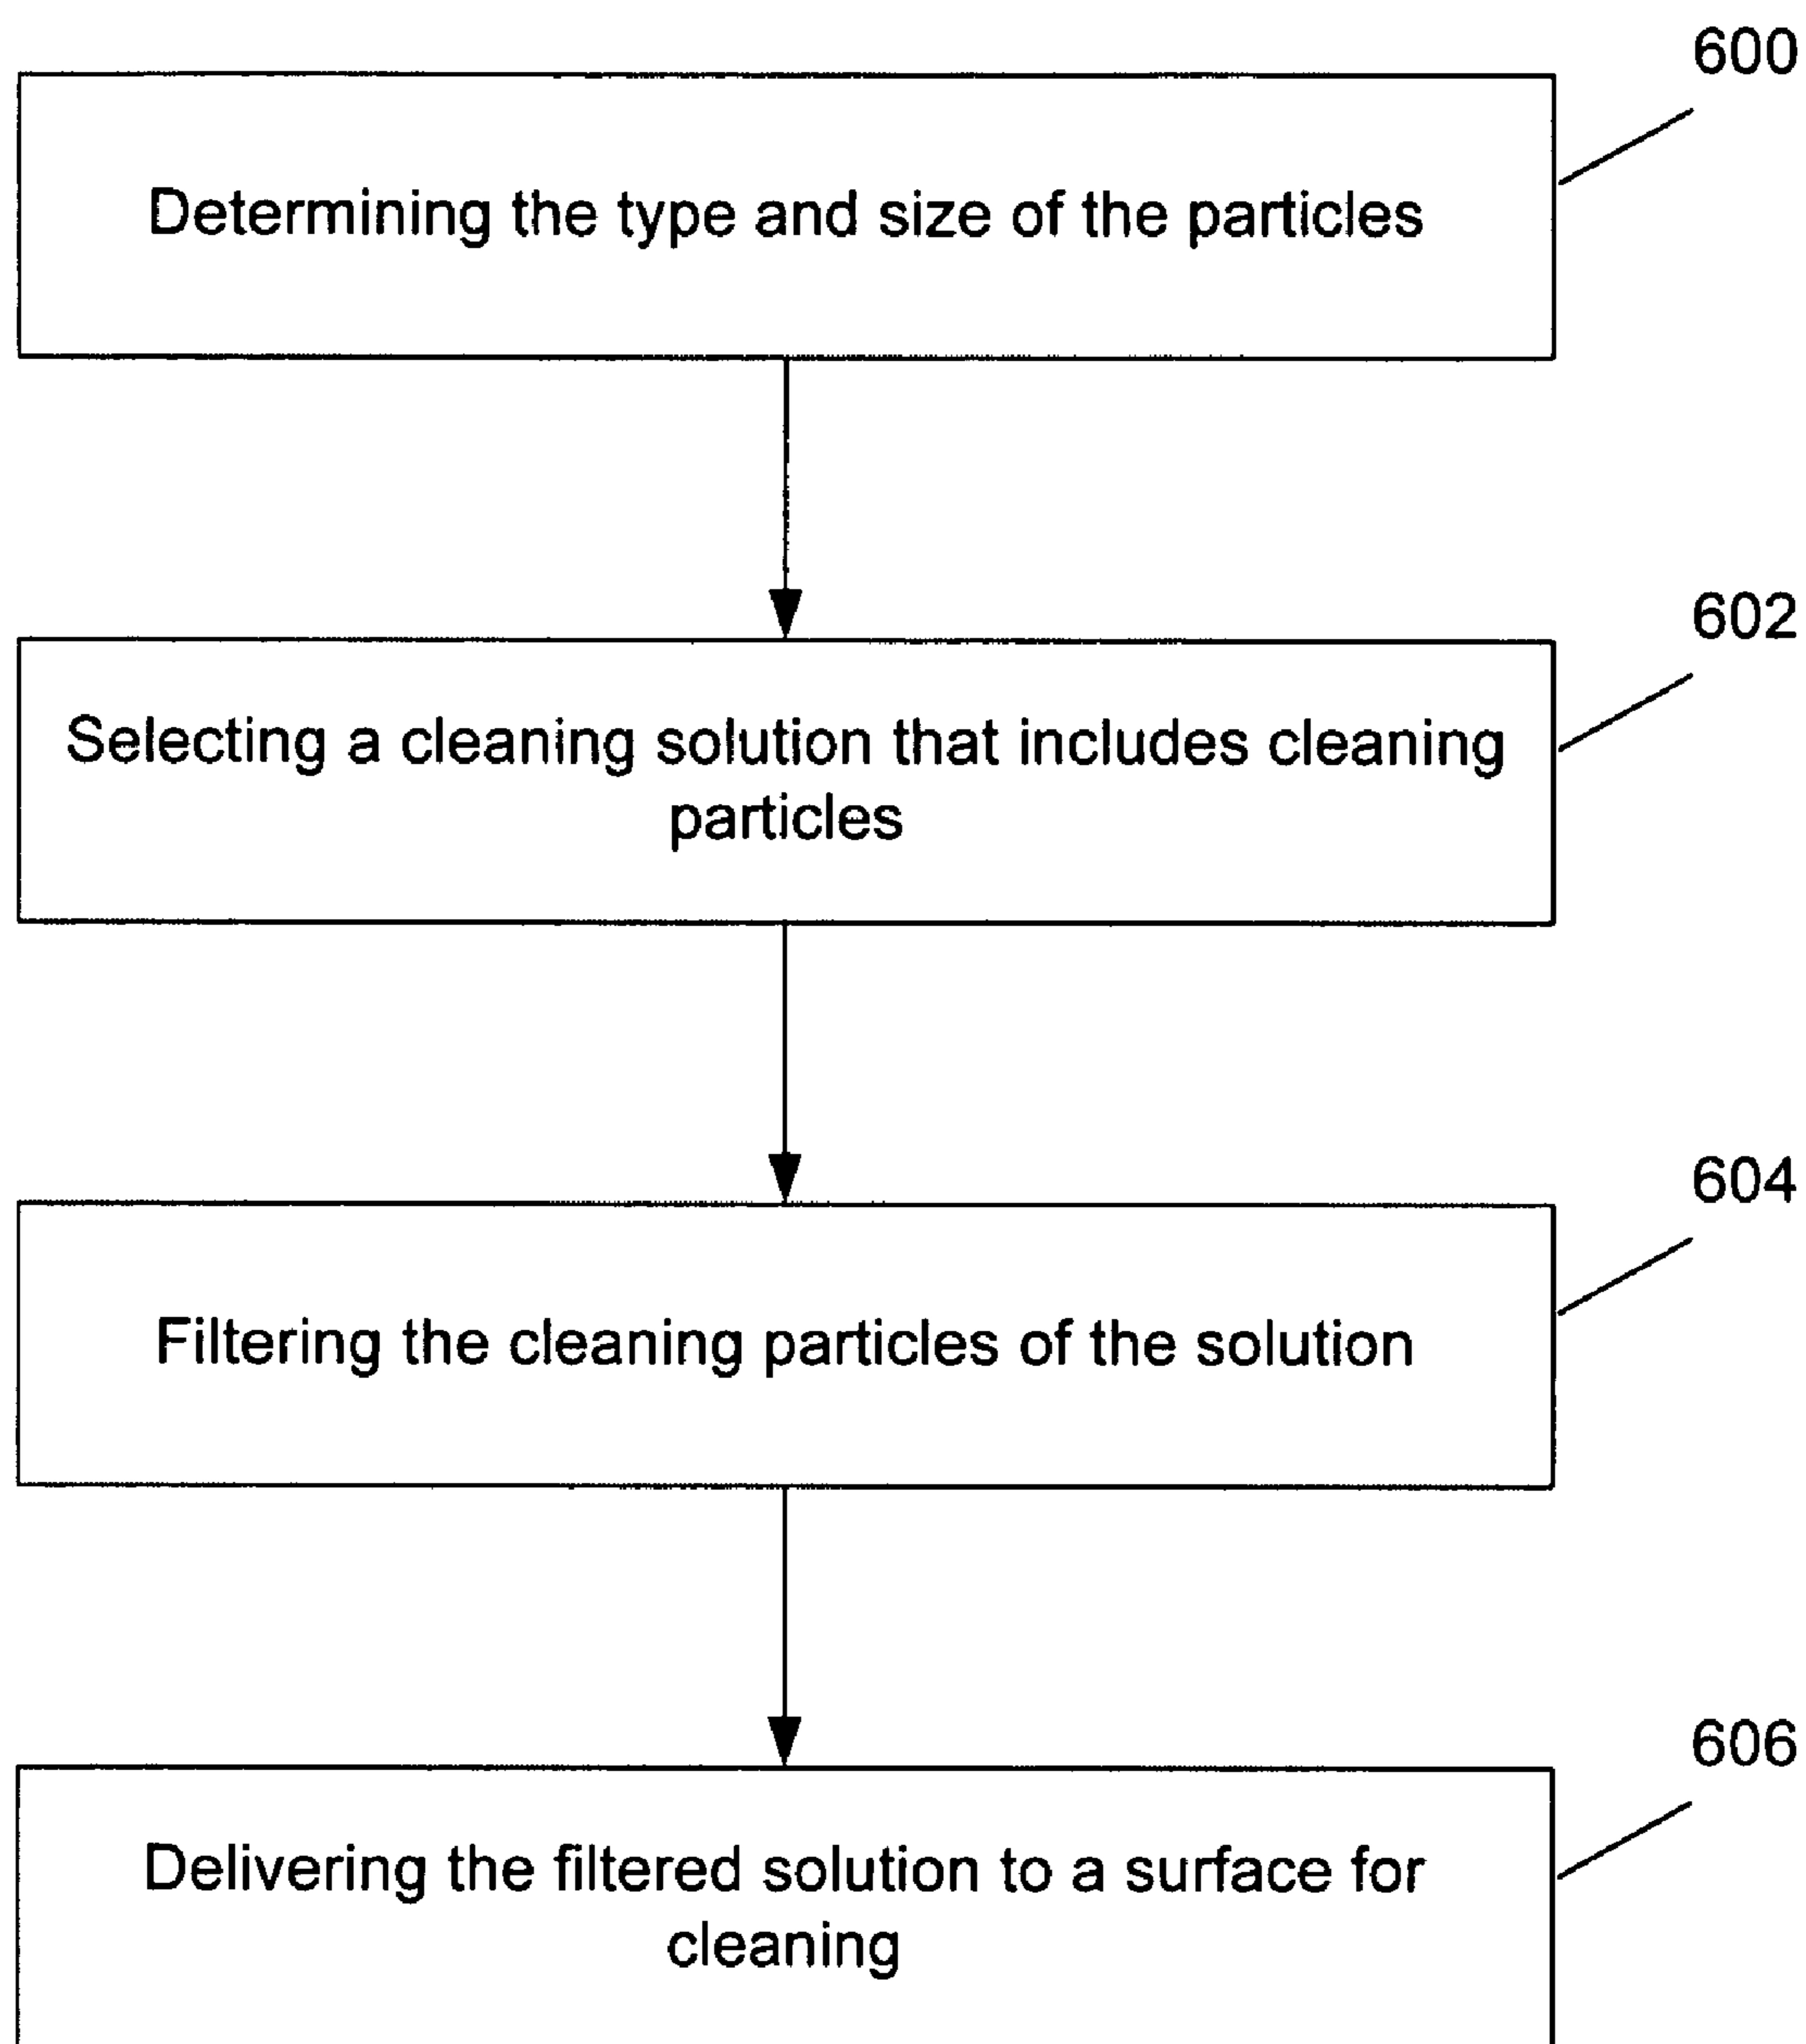 600
Determining the type and size of the particles
602
Selecting a cleaning solution that includes cleaning
particles
604
Filtering the cleaning particles of the solution
606
Delivering the filtered solution to a surface for
cleaning